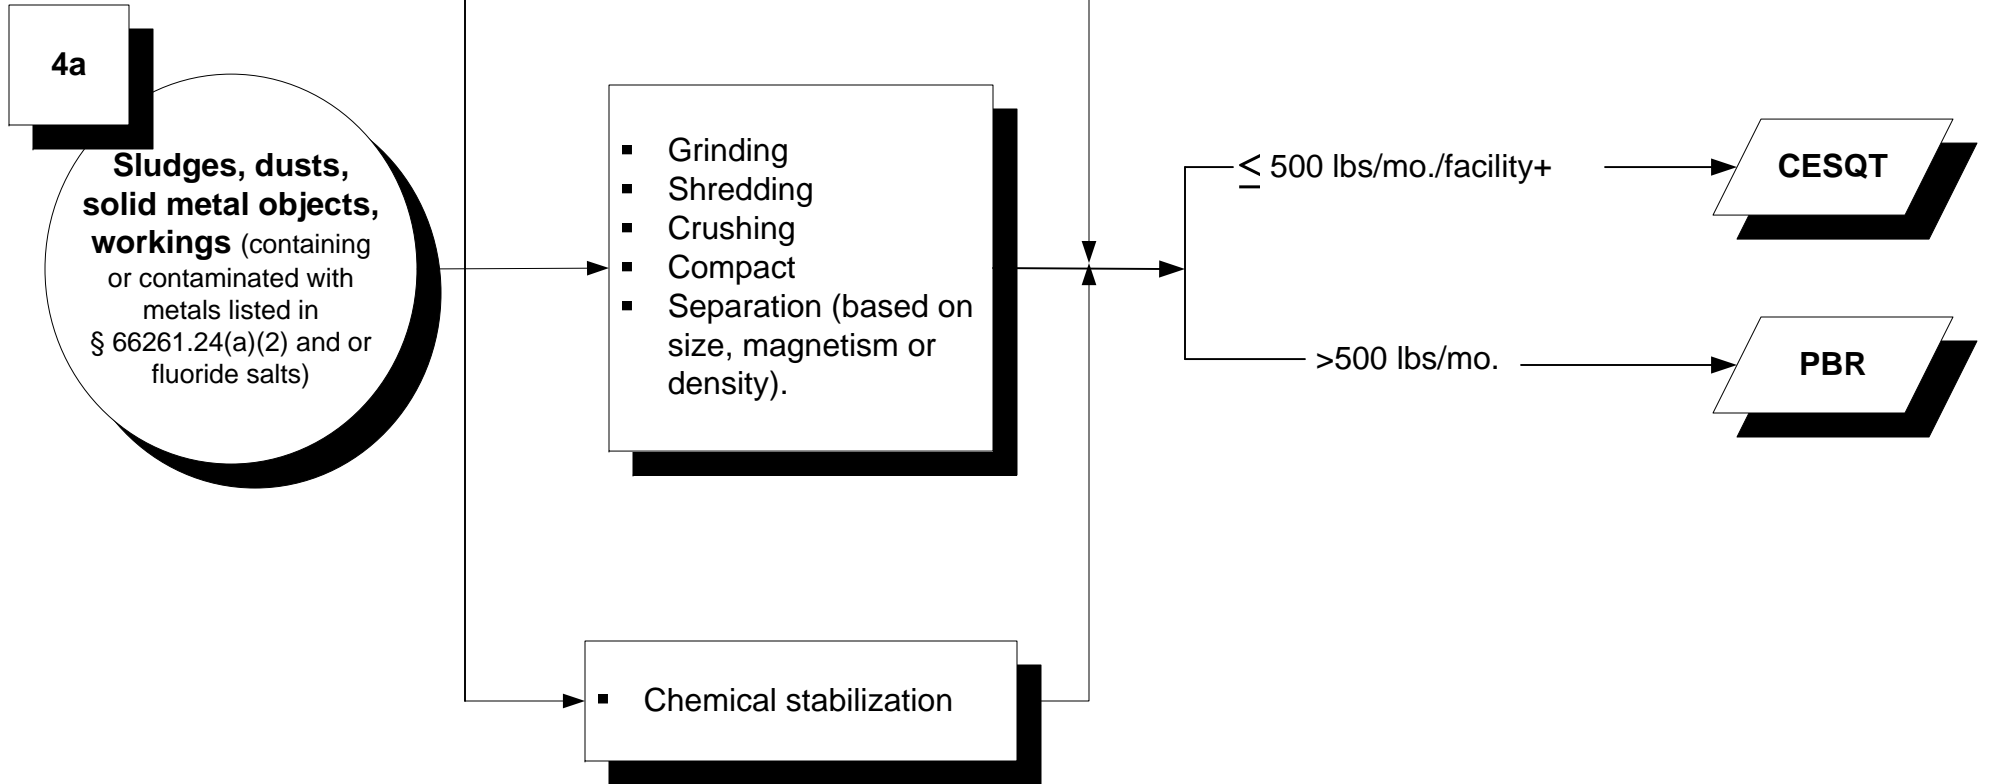 4a
Sludges, dusts,
solid metal objects,
workings (containing
or contaminated with
metals listed in
§ 66261.24(a)(2) and or
fluoride salts)
▪ Grinding
▪ Shredding
▪ Crushing
▪ Compact
▪ Separation (based on
size, magnetism or
density).
▪ Chemical stabilization
≤ 500 lbs/mo./facility+
CESQT
>500 lbs/mo.
PBR